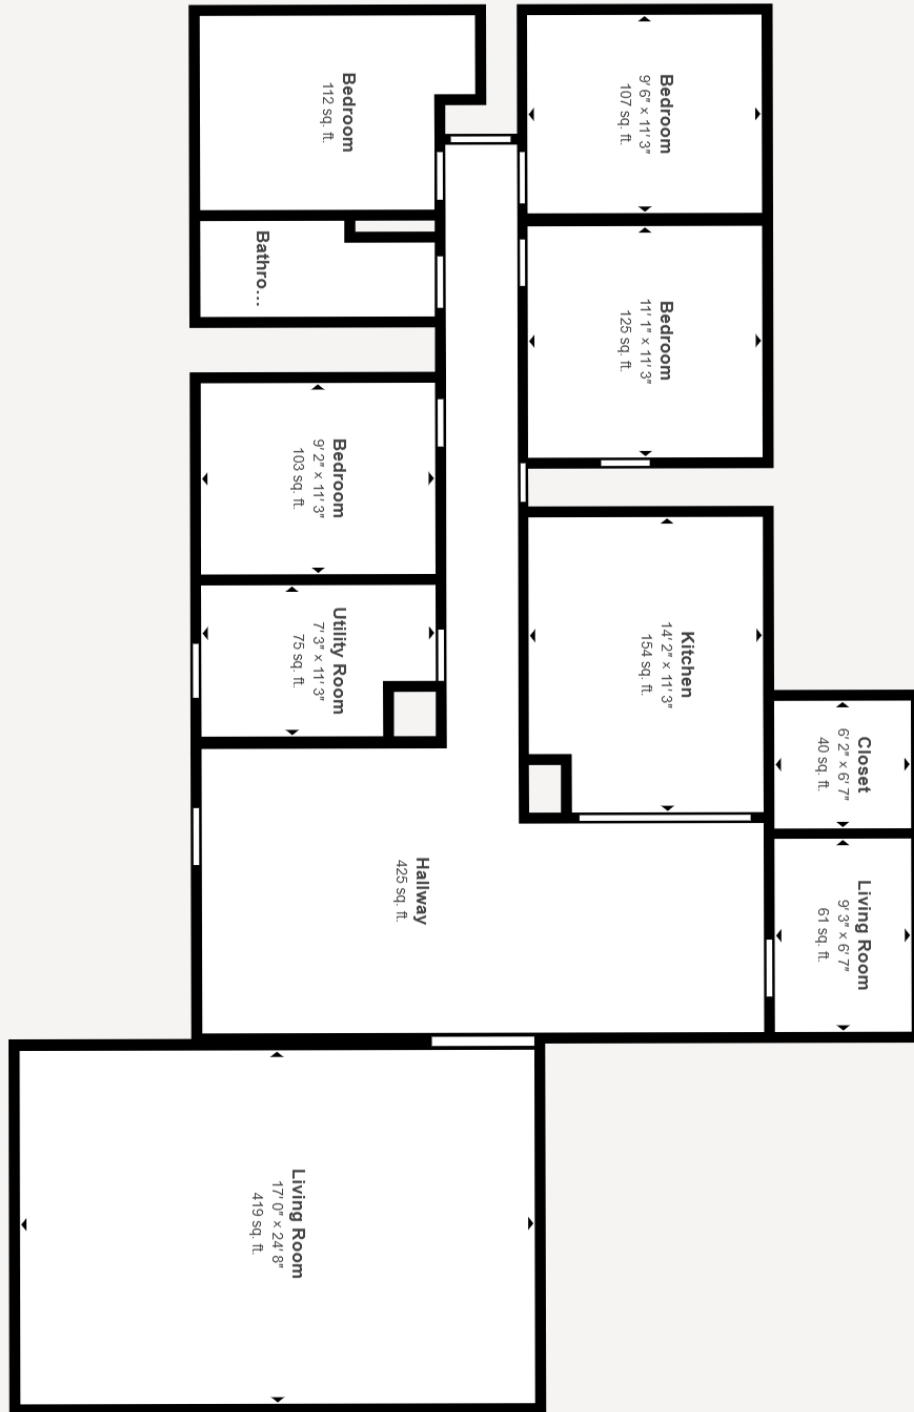 Bedroom
112 sq. ft.
Bedroom
9' 6" × 11' 3"
107 sq. ft.
Bathro...
Bedroom
11' 1" × 11' 3"
125 sq. ft.
Bedroom
9' 2" × 11' 3"
103 sq. ft.
Utility Room
7' 3" × 11' 3"
75 sq. ft.
Kitchen
14' 2" × 11' 3"
154 sq. ft.
Closet
6' 2" × 6' 7"
40 sq. ft.
Hallway
425 sq. ft.
Living Room
9' 3" × 6' 7"
61 sq. ft.
Living Room
17' 0" × 24' 8"
419 sq. ft.